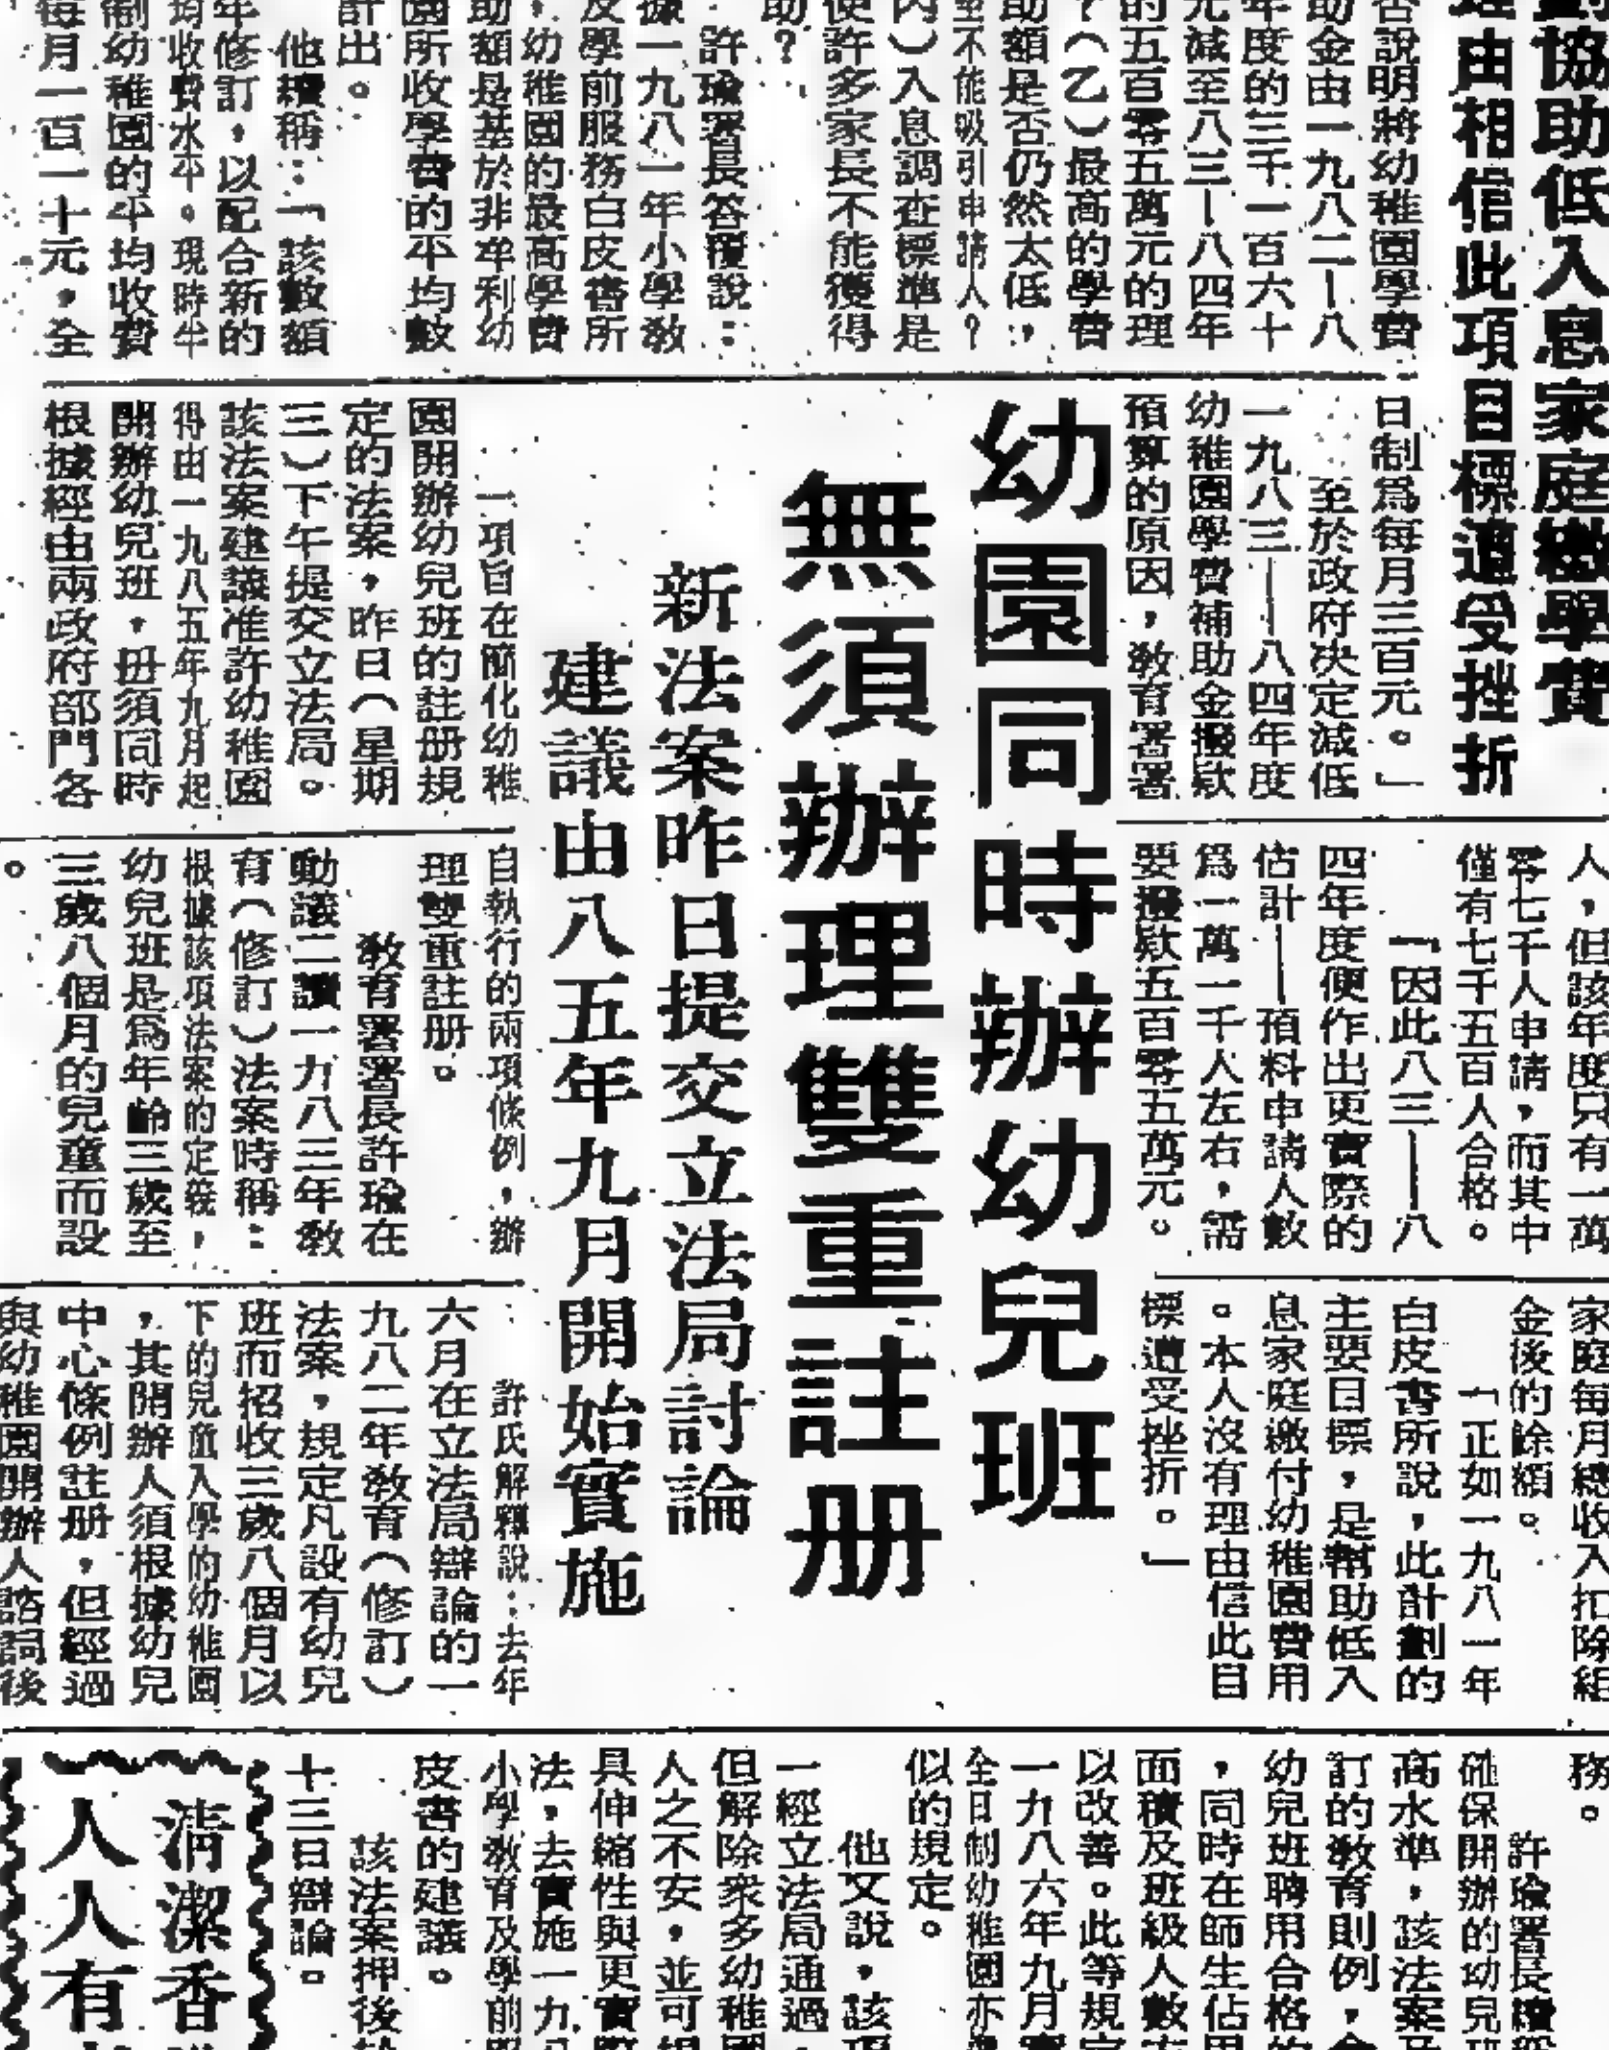 劃協助低入息家庭繳學費
理由相信此項目標遭受挫折
否說明將幼稚園學費
助金由一九八二—八
年度的三千一百六十
元減至八三—八四年
的五百零五萬元的理
？（乙）最高的學費
助額是否仍然太低，
至不能吸引申請人？
內）入息調查標準是
使許多家長不能獲得
助？
許瑜署長答覆說：
據一九八一年小學教
及學前服務白皮書所
，幼稚園的最高學費
助額是基於非牟利幼
園所收學費的平均數
計出。
他續稱：「該數額
年修訂，以配合新的
均收費水平。現時半
制幼稚園的平均收費
每月一百一十元，全
日制爲每月三百元。」
至於政府決定減低
一九八三——八四年度
幼稚園學費補助金撥欵
預算的原因，敎育署署
人，但該年度只有一萬
零七千人申請，而其中
僅有七千五百人合格。
「因此八三——八
四年度便作出更實際的
估計——預料申請人數
爲一萬一千人左右，需
要撥欵五百零五萬元。
家庭每月總收入扣除組
金後的餘額。
「正如一九八一年
白皮書所說，此計劃的
主要目標，是幫助低入
息家庭繳付幼稚園費用
。本人沒有理由信此目
標遭受挫折。」
幼園同時辦幼兒班
無須辦理雙重註册
新法案昨日提交立法局討論
建議由八五年九月開始實施
一項旨在簡化幼稚
園開辦幼兒班的註册規
定的法案，昨日（星期
三）下午提交立法局。
該法案建議准許幼稚園
得由一九八五年九月起
開辦幼兒班，毋須同時
根據經由兩政府部門各
自執行的兩項條例，辦
理雙重註册。
敎育署署長許瑜在
動議二讀一九八三年敎
育（修訂）法案時稱：
根據該項法案的定義，
幼兒班是爲年齡三歲至
三歲八個月的兒童而設
。
許氏解釋說：去年
六月在立法局辯論的一
九八二年敎育（修訂）
法案，規定凡設有幼兒
班而招收三歲八個月以
下的兒童入學的幼稚園
，其開辦人須根據幼兒
中心條例註册，但經過
與幼稚園開辦人諮詢後
務。
許瑜署長續說
確保開辦的幼兒班
高水準，該法案及
訂的敎育則例，會
幼兒班聘用合格的
，同時在師生佔用
面積及班級人數方
以改善。此等規定
一九八六年九月實
全日制幼稚園亦
似的規定。
他又說，該項
一經立法局通過
但解除衆多幼稚園
人之不安，並可提
具伸縮性與更實際
法，去實施一九八
小學敎育及學前服
皮書的建議。
該法案押後於
十三日辯論。
清潔香
人人有